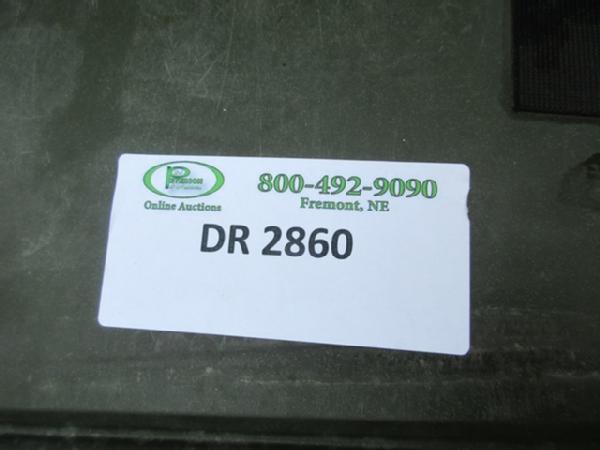 800-492-9090
Online Auctions
Fremont, NE
DR 2860